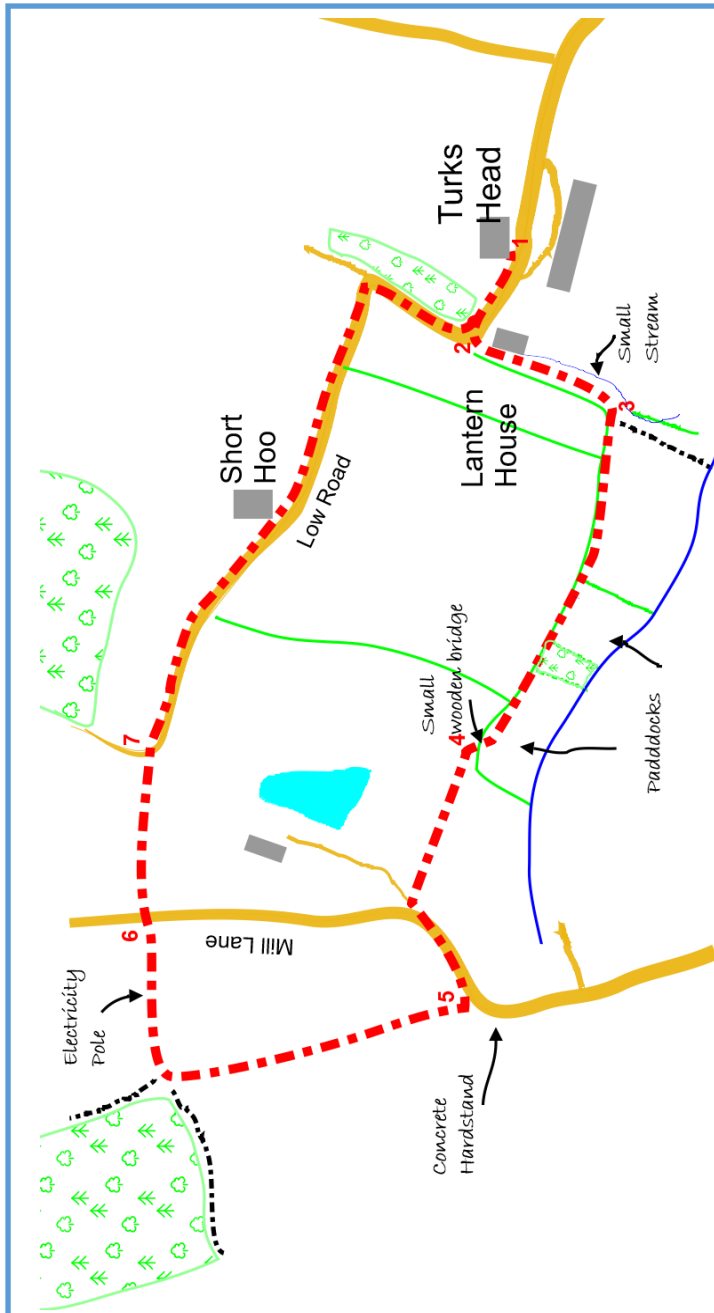 Turks
Head
1
2
Small
Stream
3
Lantern
House
Short
Hoo
Low Road
Small
wooden bridge
4
Padddocks
7
6
Mill Lane
5
Electricity
Pole
Concrete
Hardstand